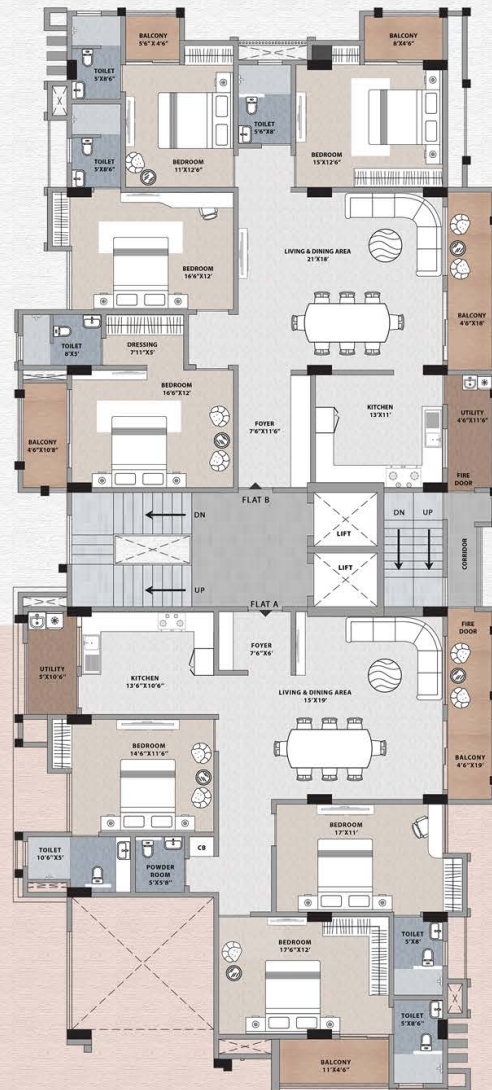 BALCONY
5'6" X 4'6"
BALCONY
8'X4'6"
TOILET
5'X8'6"
TOILET
5'6"X8'
TOILET
5'X8'6"
BEDROOM
11'X12'6"
BEDROOM
15'X12'6"
LIVING & DINING AREA
21'X18'
BEDROOM
16'6"X12'
BALCONY
4'6"X18'
TOILET
8'X5'
DRESSING
7'11"X5'
BEDROOM
16'6"X12'
BALCONY
4'6"X10'8"
FOYER
7'6"X11'6"
KITCHEN
13'X11'
UTILITY
4'6"X11'6"
FIRE
DOOR
FLAT B
DN
LIFT
DN
UP
CORRIDOR
LIFT
UP
FLAT A
FIRE
DOOR
FOYER
7'6"X6'
UTILITY
5'X10'6"
KITCHEN
13'6"X10'6"
LIVING & DINING AREA
15'X19'
BALCONY
4'6"X19'
BEDROOM
14'6"X11'6"
BEDROOM
17'X11'
TOILET
10'6"X5'
POWDER
ROOM
5'X5'6"
CB
BEDROOM
17'6"X12'
TOILET
5'X8'
TOILET
5'X8'6"
BALCONY
11'X4'6"